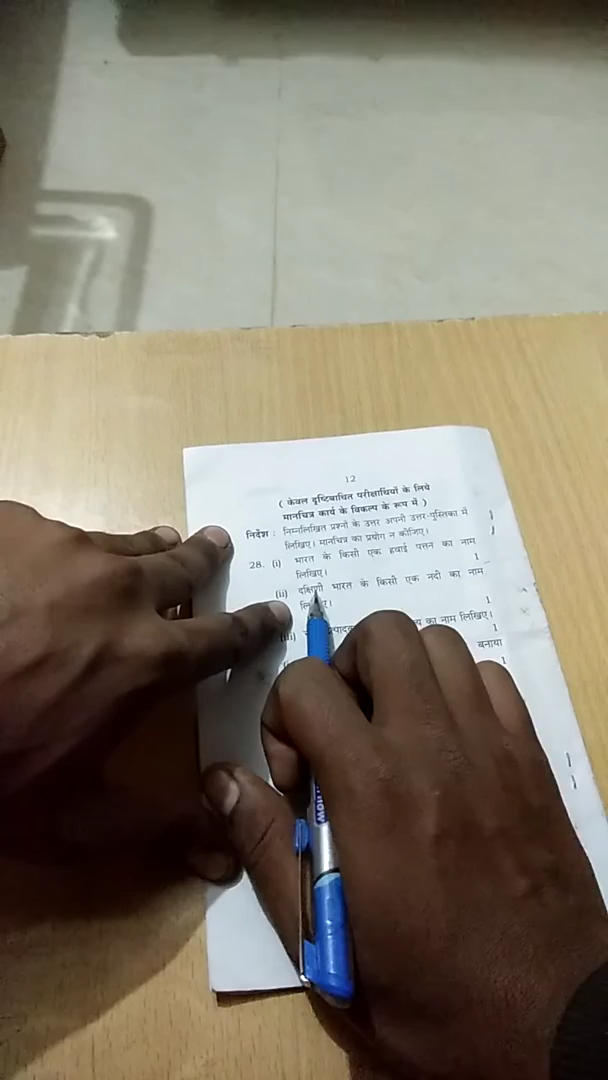 12
( केवल दृष्टिबाधित परीक्षार्थियों के लिये
मानचित्र कार्य के विकल्प के रूप में )
निर्देश : निम्नलिखित प्रश्नों के उत्तर अपनी उत्तर-पुस्तिका में
लिखिए। मानचित्र का प्रयोग न कीजिए।
28. (i) भारत के किसी एक हवाई पत्तन का नाम
लिखिए। 1
(ii) दक्षिणी भारत के किसी एक नदी का नाम
1
का नाम लिखिए।
1
बनाया
1